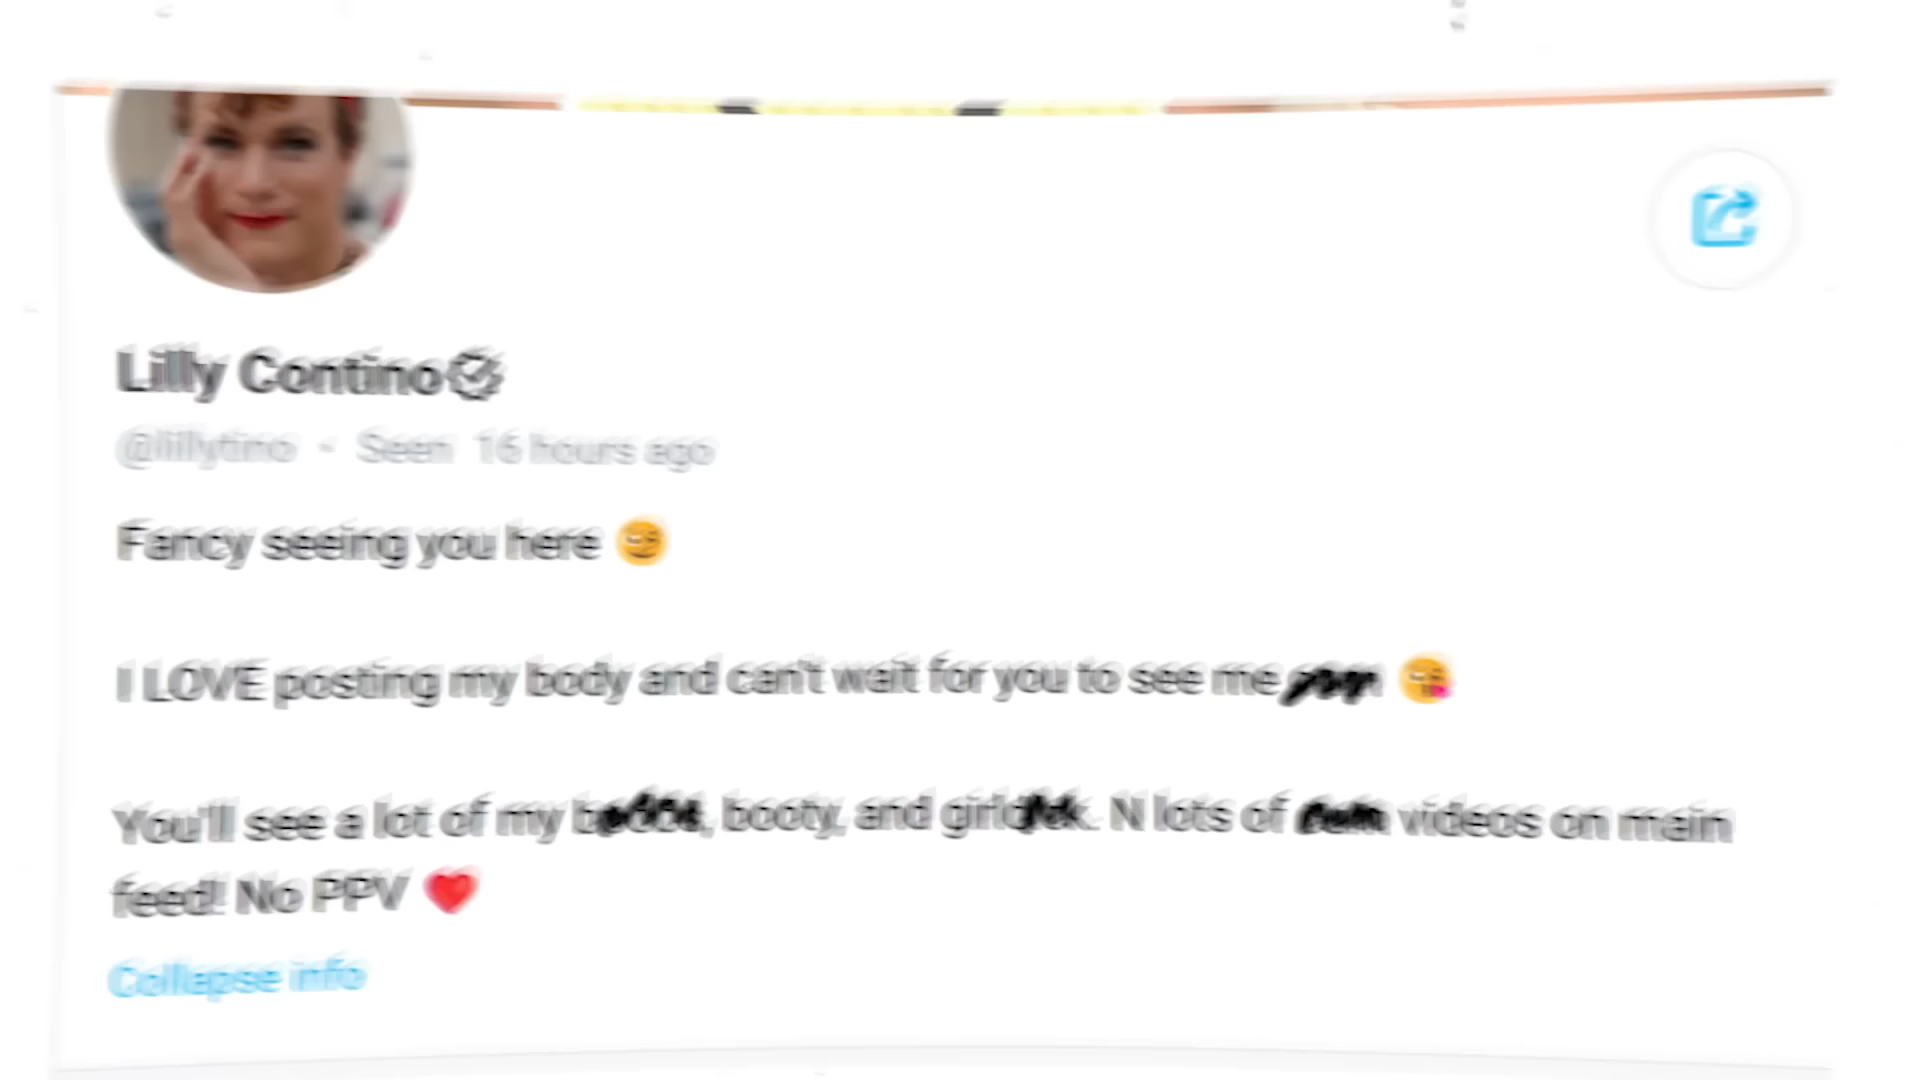 Lilly Contino
@lillytino • Seen 16 hours ago
Fancy seeing you here 😉
I LOVE posting my body and can't wait for you to see me 😘
You'll see a lot of my , booty, and . N lots of videos on main
feed! No PPV ❤️
Collapse info